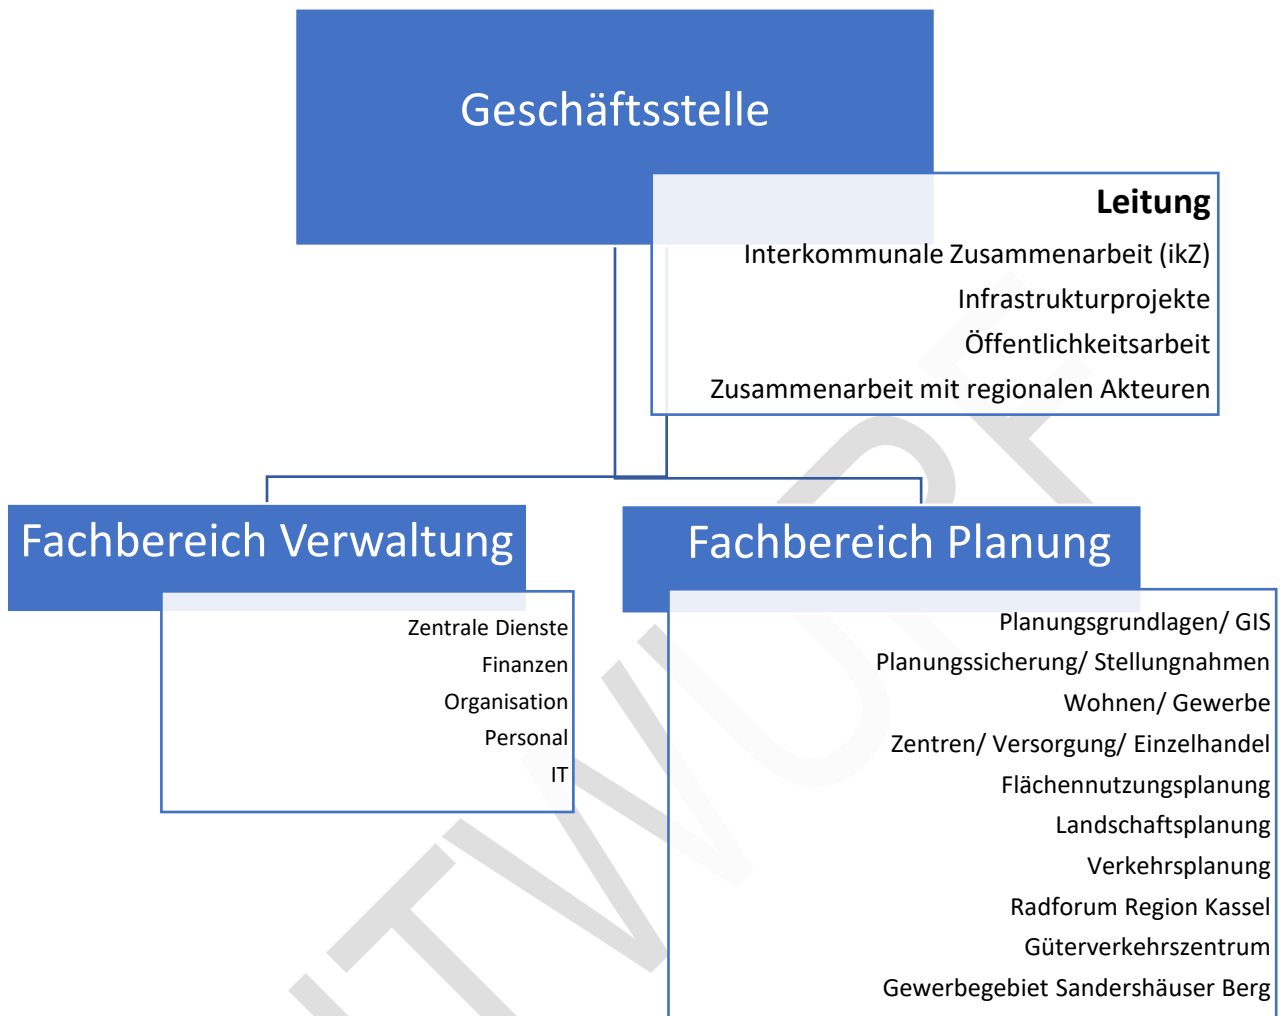 Geschäftsstelle
Leitung
Interkommunale Zusammenarbeit (ikZ)
Infrastrukturprojekte
Öffentlichkeitsarbeit
Zusammenarbeit mit regionalen Akteuren
Fachbereich Verwaltung
Zentrale Dienste
Finanzen
Organisation
Personal
IT
Fachbereich Planung
Planungsgrundlagen/ GIS
Planungssicherung/ Stellungnahmen
Wohnen/ Gewerbe
Zentren/ Versorgung/ Einzelhandel
Flächennutzungsplanung
Landschaftsplanung
Verkehrsplanung
Radforum Region Kassel
Güterverkehrszentrum
Gewerbegebiet Sandershäuser Berg